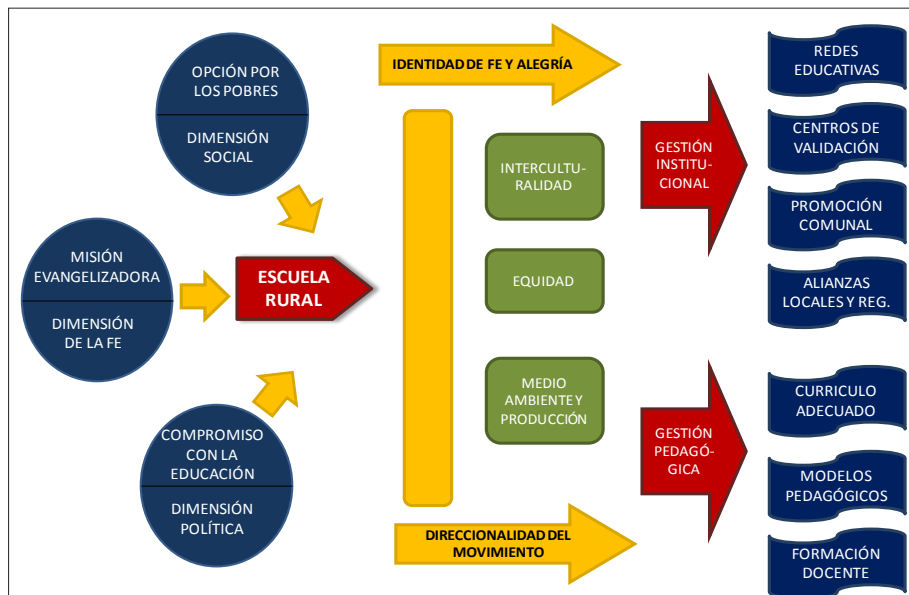 OPCIÓN POR
LOS POBRES
DIMENSIÓN
SOCIAL
MISIÓN
EVANGELIZADORA
DIMENSIÓN
DE LA FE
COMPROMISO
CON LA
EDUCACIÓN
DIMENSIÓN
POLÍTICA
ESCUELA
RURAL
IDENTIDAD DE FE Y ALEGRÍA
INTERCULTU-
RALIDAD
EQUIDAD
MEDIO
AMBIENTE Y
PRODUCCIÓN
DIRECCIONALIDAD DEL
MOVIMIENTO
GESTIÓN
INSTITU-
CIONAL
GESTIÓN
PEDAGÓ-
GICA
REDES
EDUCATIVAS
CENTROS DE
VALIDACIÓN
PROMOCIÓN
COMUNAL
ALIANZAS
LOCALES Y REG.
CURRICULO
ADECUADO
MODELOS
PEDAGÓGICOS
FORMACIÓN
DOCENTE